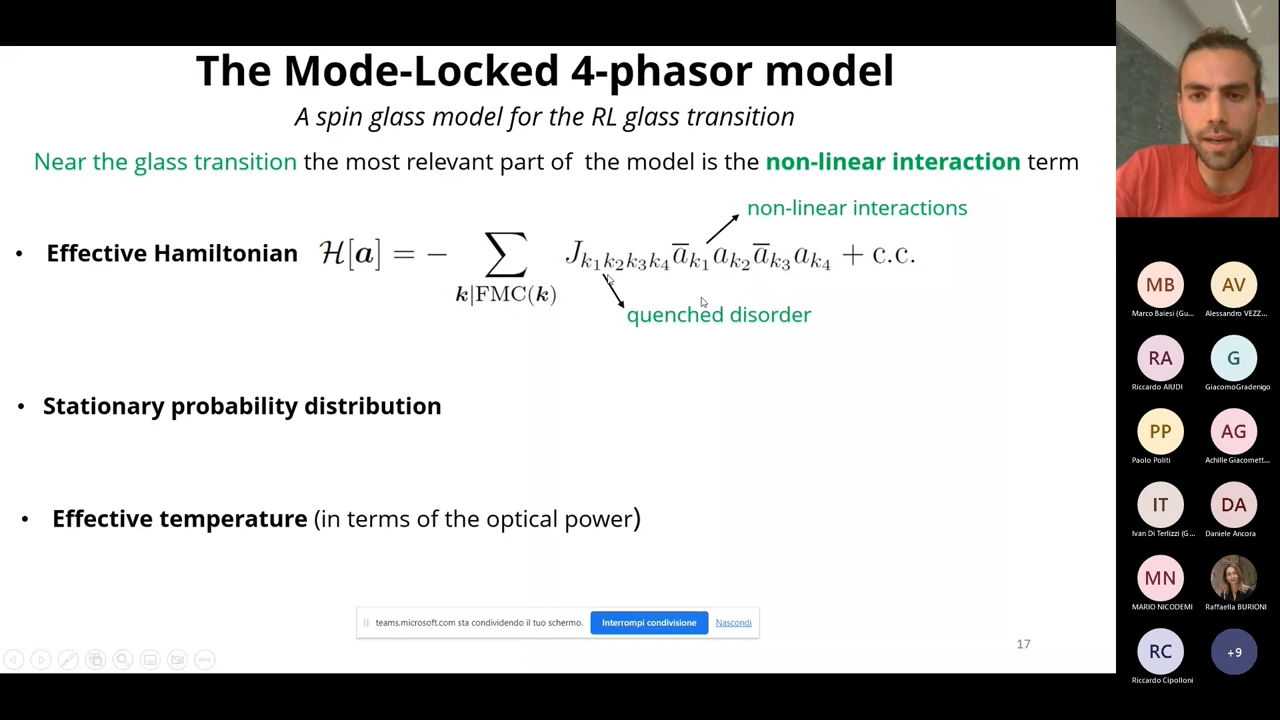 The Mode-Locked 4-phasor model
A spin glass model for the RL glass transition
Near the glass transition the most relevant part of the model is the non-linear interaction term
non-linear interactions
• Effective Hamiltonian 𝓗[𝒂] = − ∑ J_{k₁k₂k₃k₄} a̅_{k₁} a_{k₂} a̅_{k₃} a_{k₄} + c.c.
𝒌|FMC(𝒌)
quenched disorder
• Stationary probability distribution
• Effective temperature (in terms of the optical power)
teams.microsoft.com sta condividendo il tuo schermo. Interrompi condivisione Nascondi
17
MB AV
Marco Baiesi (Gu... Alessandro VEZZ...
RA G
Riccardo AIUDI GiacomoGradenigo
PP AG
Paolo Politi Achille Giacomett...
IT DA
Ivan Di Terlizzi (G... Daniele Ancora
MN
MARIO NICODEMI Raffaella BURIONI
RC +9
Riccardo Cipolloni